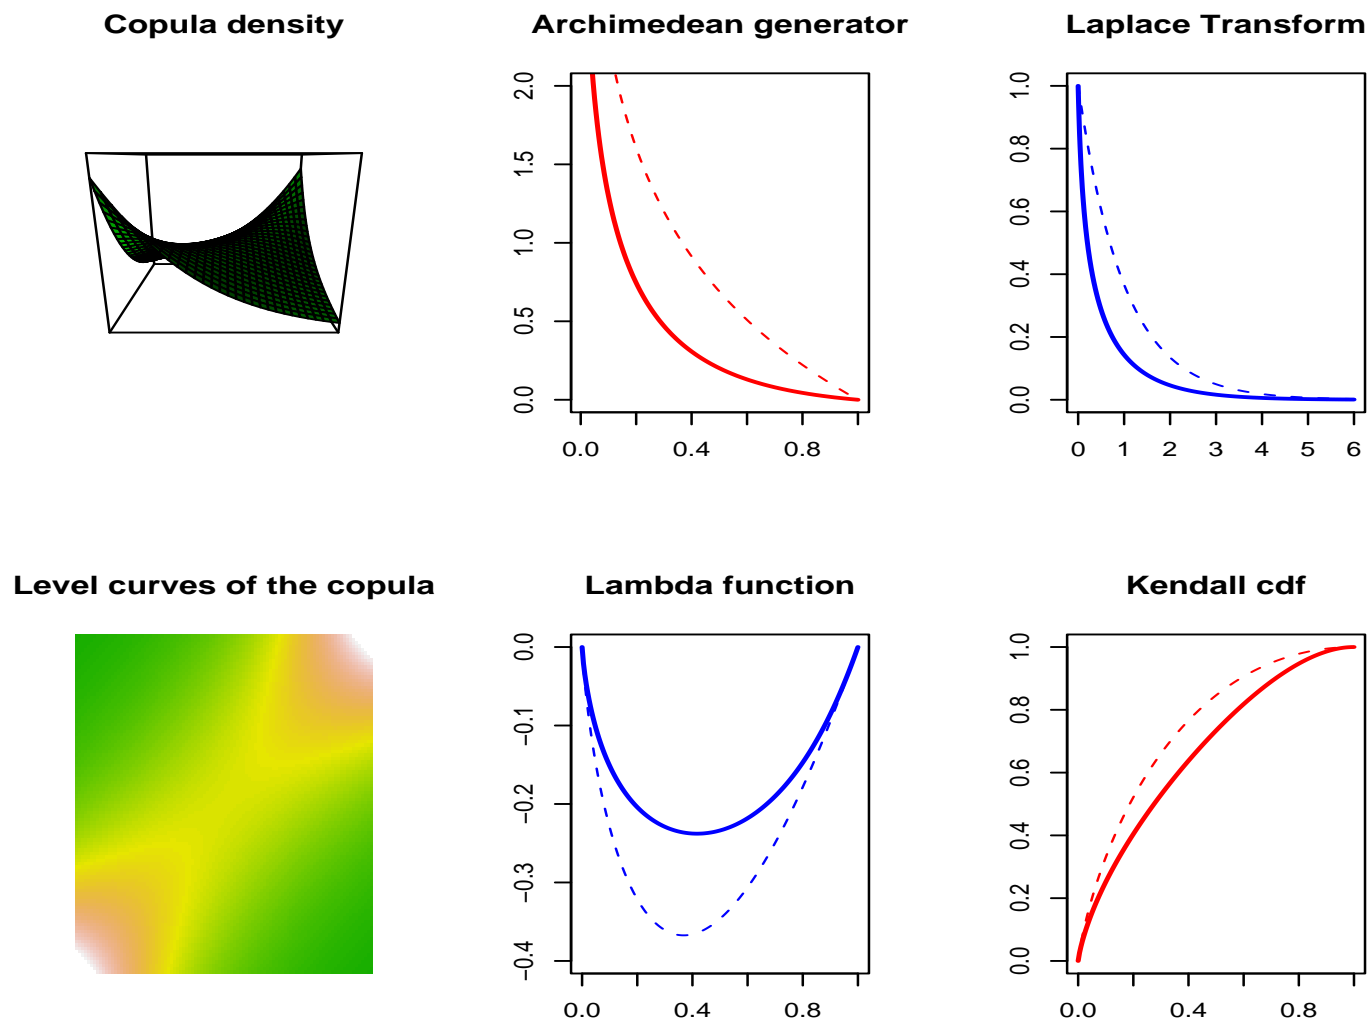 Copula density
Archimedean generator
Laplace Transform
2.0
1.5
1.0
0.5
0.0
0.0 0.4 0.8
1.0
0.8
0.6
0.4
0.2
0.0
0 1 2 3 4 5 6
Level curves of the copula
Lambda function
Kendall cdf
0.0
−0.1
−0.2
−0.3
−0.4
0.0 0.4 0.8
1.0
0.8
0.6
0.4
0.2
0.0
0.0 0.4 0.8